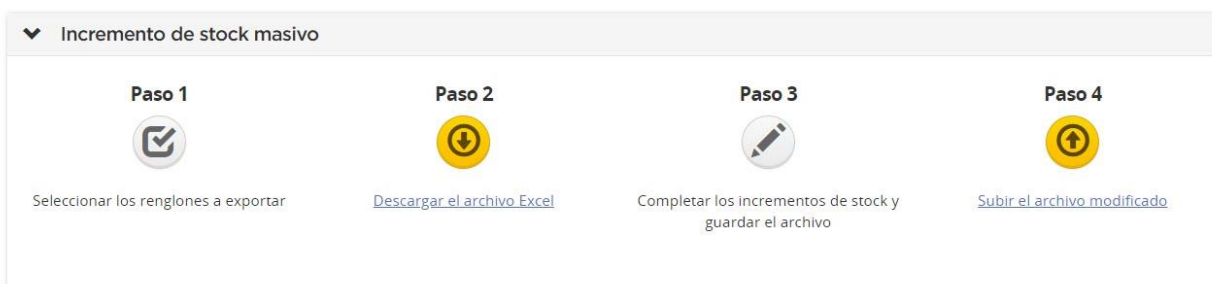 Incremento de stock masivo
Paso 1
Paso 2
Paso 3
Paso 4
Seleccionar los renglones a exportar
Descargar el archivo Excel
Completar los incrementos de stock y
guardar el archivo
Subir el archivo modificado